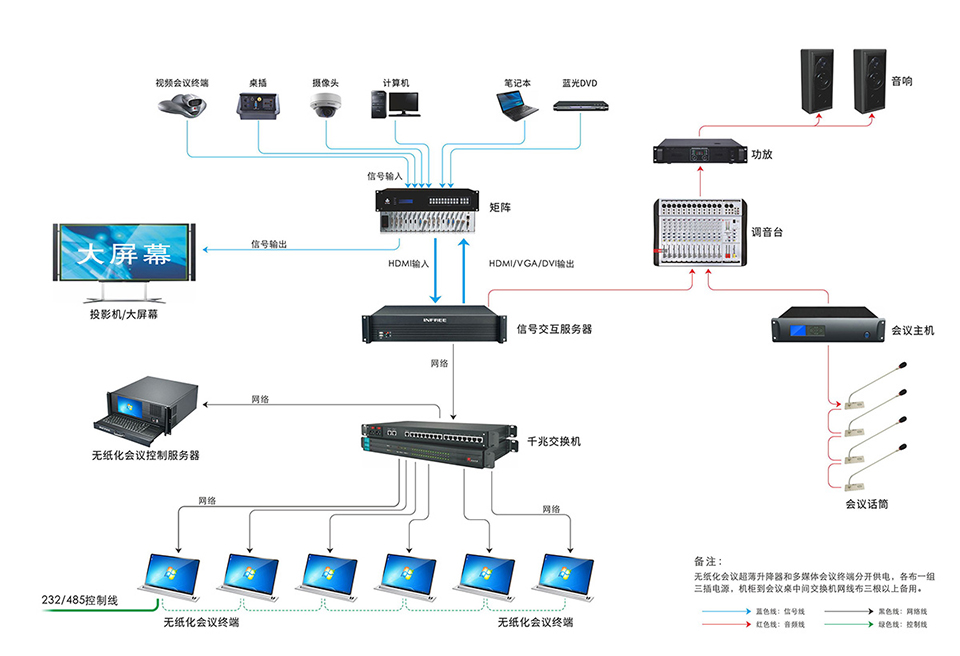 视频会议终端
桌插
摄像头
计算机
笔记本
蓝光DVD
音响
功放
信号输入
矩阵
调音台
大屏幕
信号输出
HDMI输入
HDMI/VGA/DVI输出
投影机/大屏幕
INFREE
信号交互服务器
会议主机
网络
网络
千兆交换机
无纸化会议控制服务器
会议话筒
网络
网络
232/485控制线
无纸化会议终端
无纸化会议终端
备注：
无纸化会议超薄升降器和多媒体会议终端分开供电，各布一组
三插电源，机柜到会议桌中间交换机网线布三根以上备用。
蓝色线：信号线
黑色线：网络线
红色线：音频线
绿色线：控制线